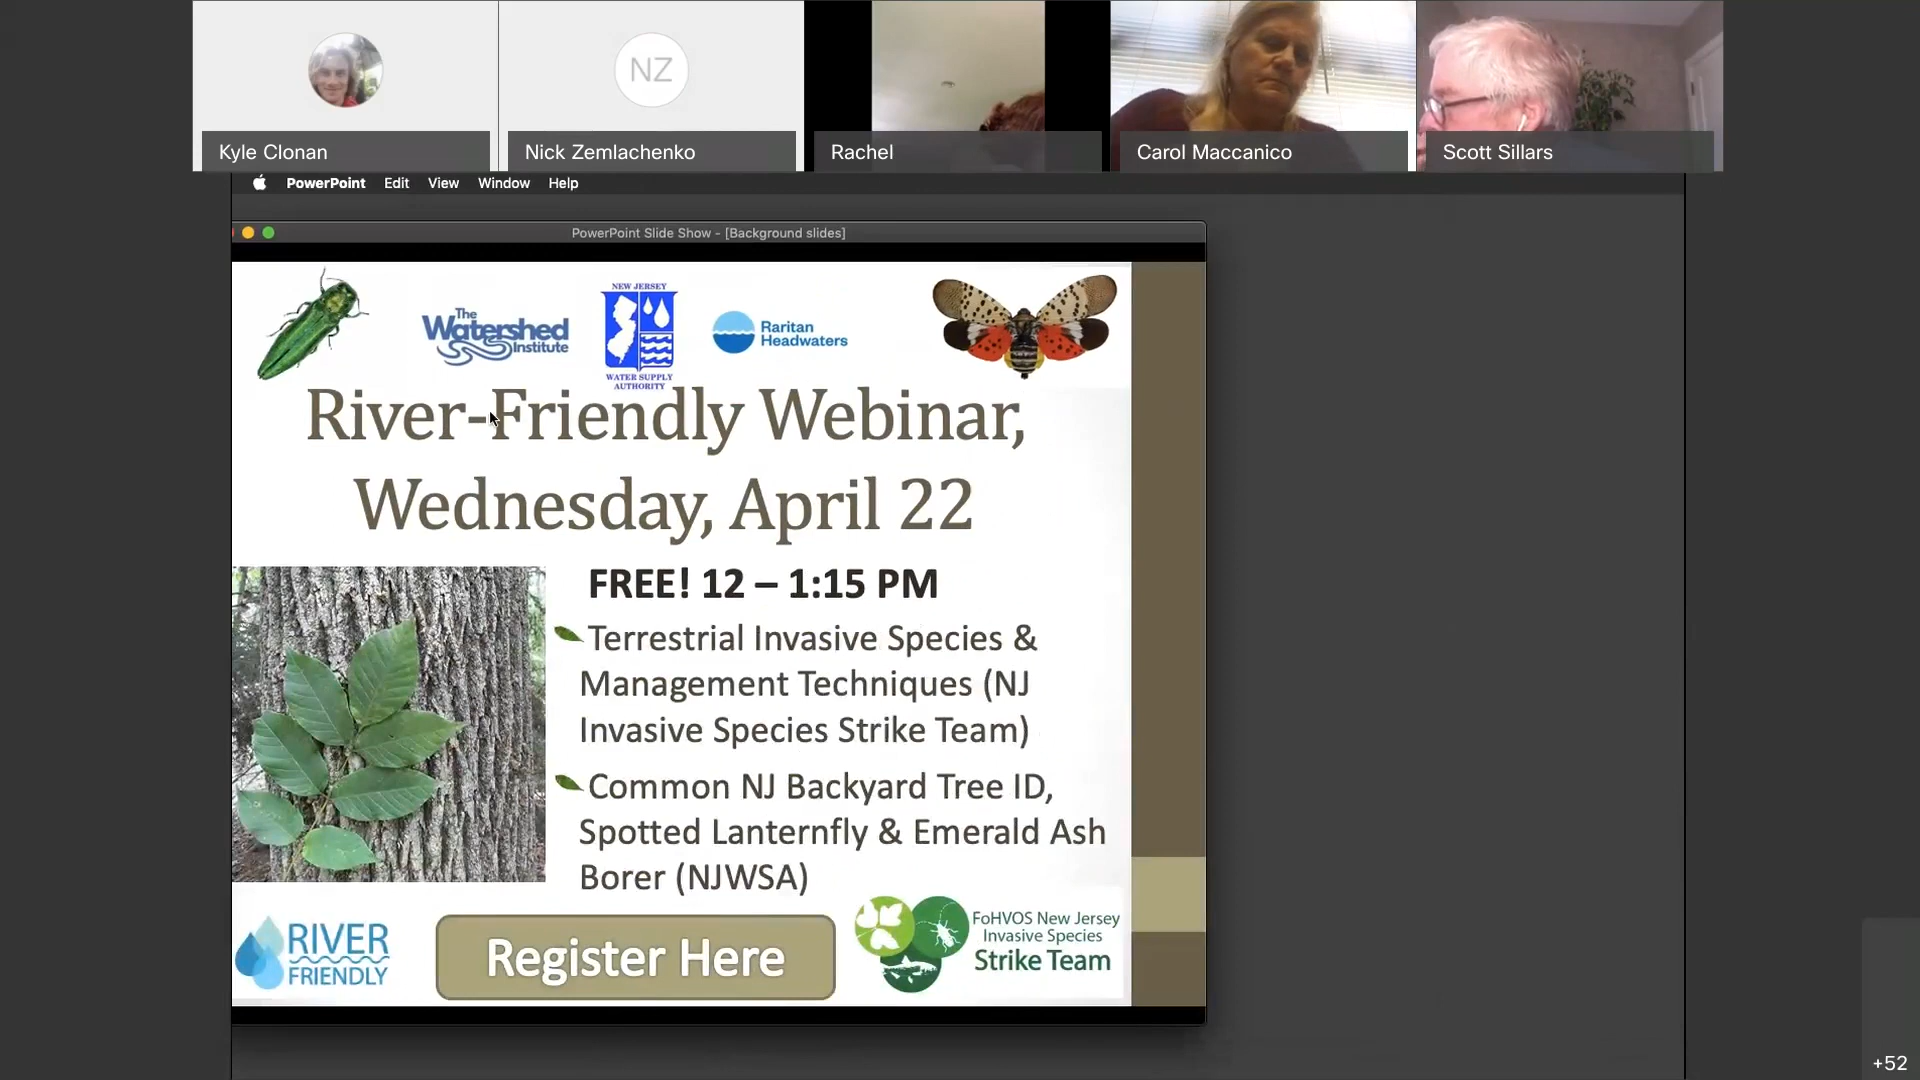 Kyle Clonan
NZ
Nick Zemlachenko
Rachel
Carol Maccanico
Scott Sillars
PowerPoint Edit View Window Help
PowerPoint Slide Show - [Background slides]
The
Watershed
Institute
NEW JERSEY
WATER SUPPLY
AUTHORITY
Raritan
Headwaters
River-Friendly Webinar,
Wednesday, April 22
FREE! 12 – 1:15 PM
Terrestrial Invasive Species &
Management Techniques (NJ
Invasive Species Strike Team)
Common NJ Backyard Tree ID,
Spotted Lanternfly & Emerald Ash
Borer (NJWSA)
RIVER
FRIENDLY
Register Here
FoHVOS New Jersey
Invasive Species
Strike Team
+52